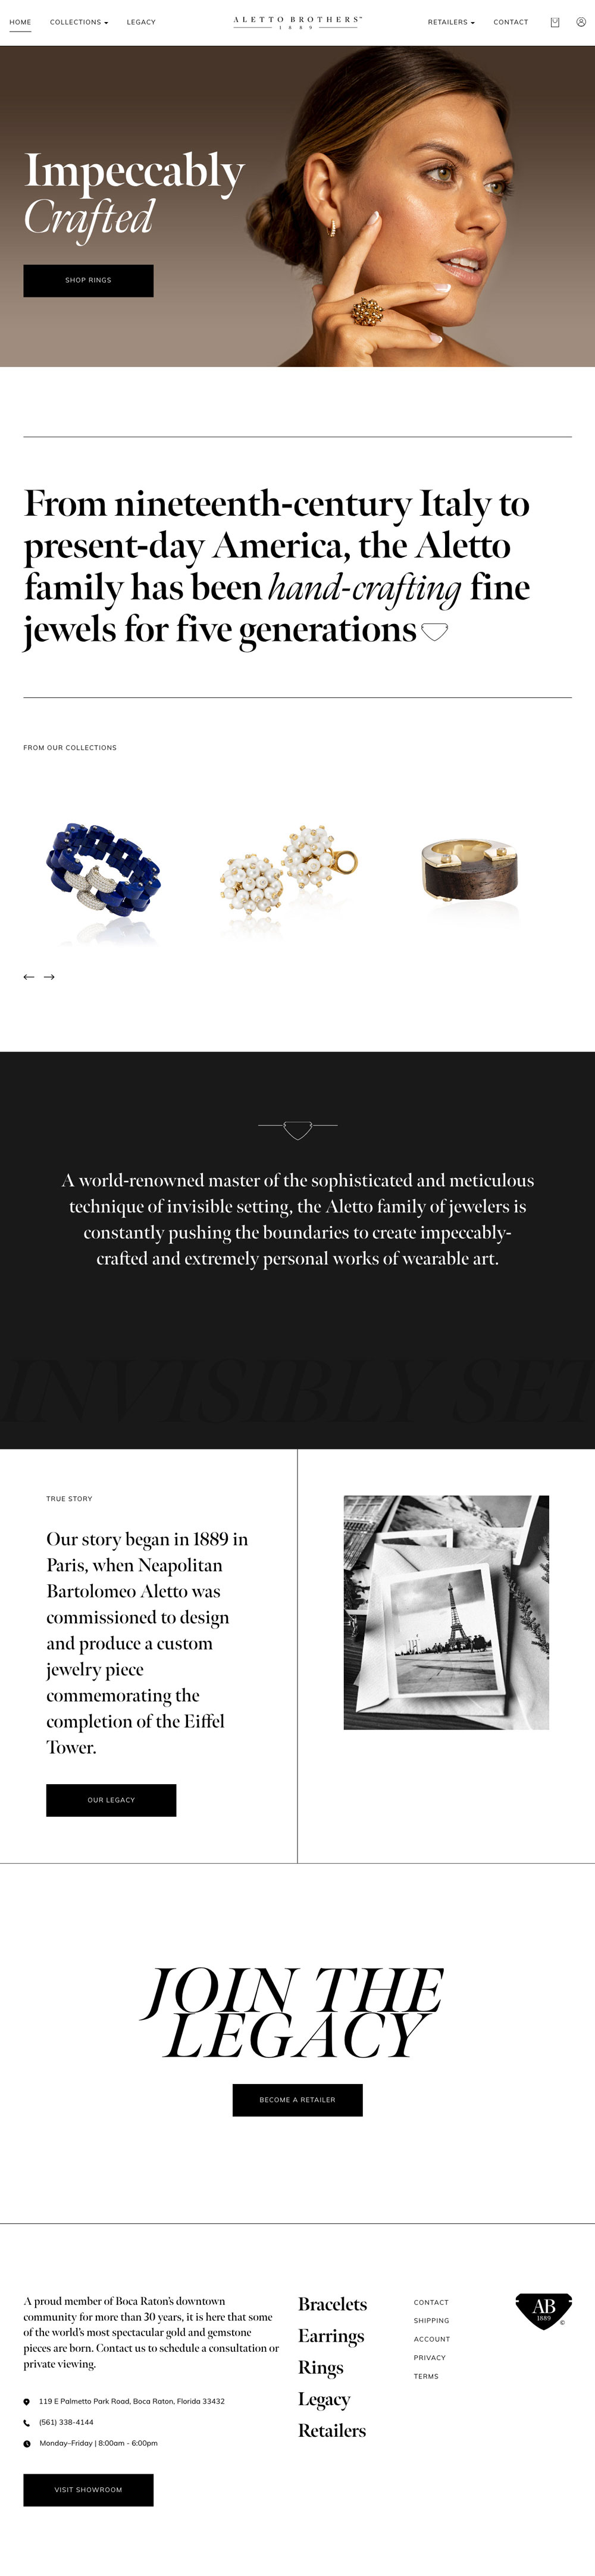 HOME
COLLECTIONS
LEGACY
ALETTO BROTHERS™
1889
RETAILERS
CONTACT
Impeccably
Crafted
SHOP RINGS
From nineteenth-century Italy to
present-day America, the Aletto
family has been hand-crafting fine
jewels for five generations
FROM OUR COLLECTIONS
A world-renowned master of the sophisticated and meticulous
technique of invisible setting, the Aletto family of jewelers is
constantly pushing the boundaries to create impeccably-
crafted and extremely personal works of wearable art.
INVISIBLY SET
TRUE STORY
Our story began in 1889 in
Paris, when Neapolitan
Bartolomeo Aletto was
commissioned to design
and produce a custom
jewelry piece
commemorating the
completion of the Eiffel
Tower.
OUR LEGACY
JOIN THE
LEGACY
BECOME A RETAILER
A proud member of Boca Raton's downtown
community for more than 30 years, it is here that some
of the world's most spectacular gold and gemstone
pieces are born. Contact us to schedule a consultation or
private viewing.
119 E Palmetto Park Road, Boca Raton, Florida 33432
(561) 338-4144
Monday–Friday | 8:00am - 6:00pm
VISIT SHOWROOM
Bracelets
Earrings
Rings
Legacy
Retailers
CONTACT
SHIPPING
ACCOUNT
PRIVACY
TERMS
AB
1889
©